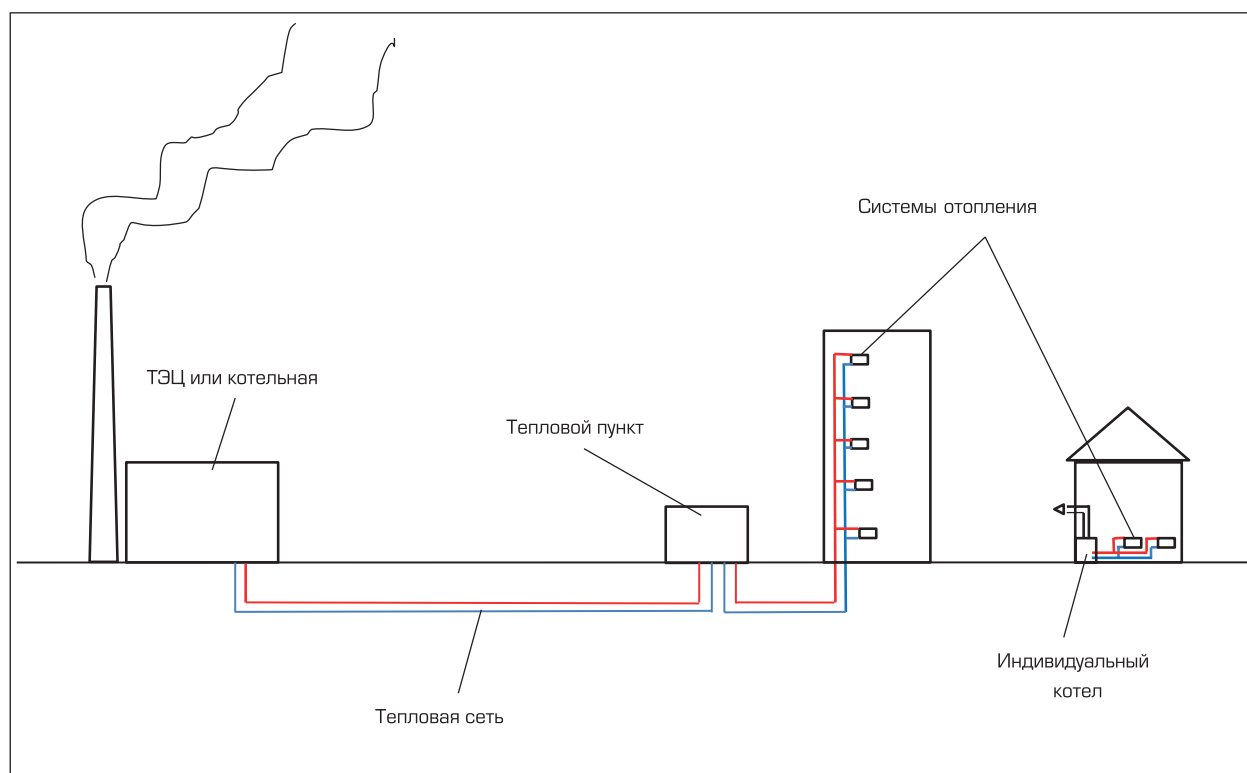 Системы отопления
ТЭЦ или котельная
Тепловой пункт
Индивидуальный
котел
Тепловая сеть